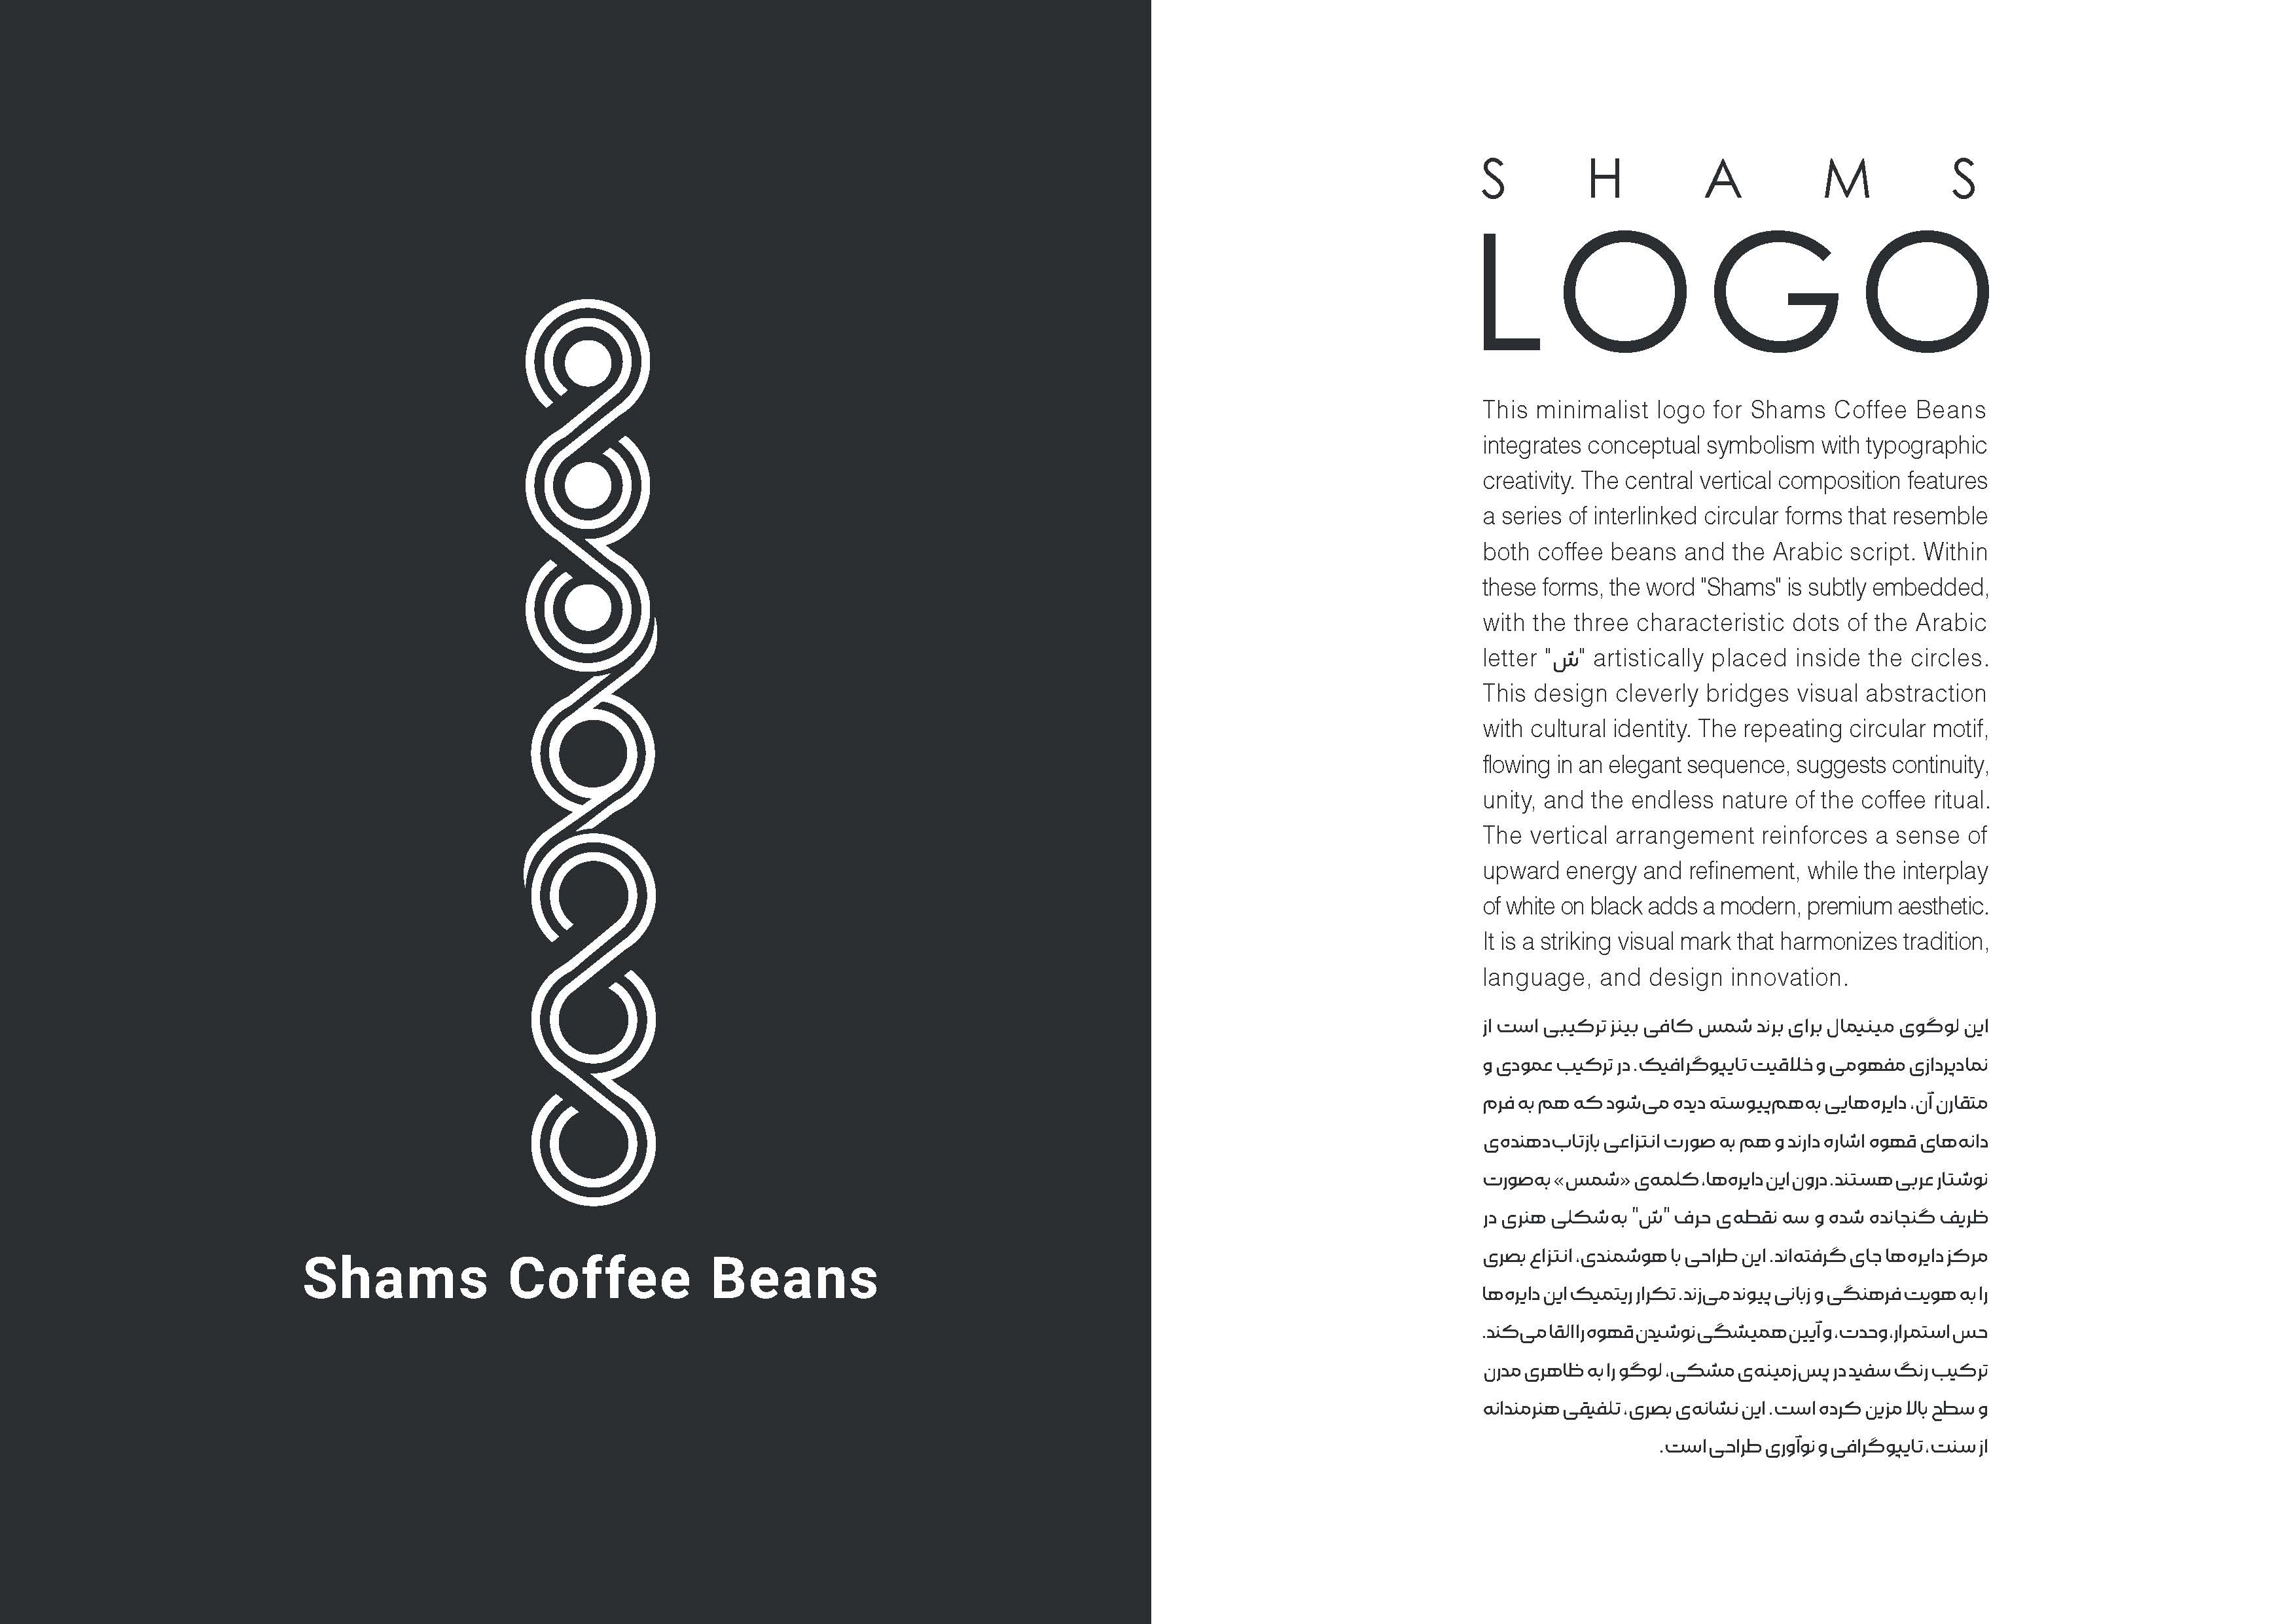 Shams Coffee Beans
SHAMS
LOGO
This minimalist logo for Shams Coffee Beans
integrates conceptual symbolism with typographic
creativity. The central vertical composition features
a series of interlinked circular forms that resemble
both coffee beans and the Arabic script. Within
these forms, the word "Shams" is subtly embedded,
with the three characteristic dots of the Arabic
letter "ش" artistically placed inside the circles.
This design cleverly bridges visual abstraction
with cultural identity. The repeating circular motif,
flowing in an elegant sequence, suggests continuity,
unity, and the endless nature of the coffee ritual.
The vertical arrangement reinforces a sense of
upward energy and refinement, while the interplay
of white on black adds a modern, premium aesthetic.
It is a striking visual mark that harmonizes tradition,
language, and design innovation.
این لوگوی مینیمال برای برند شمس کافی بینز ترکیبی است از
نمادپردازی مفهومی و خلاقیت تایپوگرافیک. در ترکیب عمودی و
متقارن آن، دایره‌هایی به‌هم‌پیوسته دیده می‌شود که هم به فرم
دانه‌های قهوه اشاره دارند و هم به صورت انتزاعی بازتاب‌دهنده‌ی
نوشتار عربی هستند. درون این دایره‌ها، کلمه‌ی «شمس» به‌صورت
ظریف گنجانده شده و سه نقطه‌ی حرف "ش" به‌شکلی هنری در
مرکز دایره‌ها جای گرفته‌اند. این طراحی با هوشمندی، انتزاع بصری
را به هویت فرهنگی و زبانی پیوند می‌زند. تکرار ریتمیک این دایره‌ها
حس استمرار، وحدت، و آیین همیشگی نوشیدن قهوه را القا می‌کند.
ترکیب رنگ سفید در پس‌زمینه‌ی مشکی، لوگو را به ظاهری مدرن
و سطح بالا مزین کرده است. این نشانه‌ی بصری، تلفیقی هنرمندانه
از سنت، تایپوگرافی و نوآوری طراحی است.